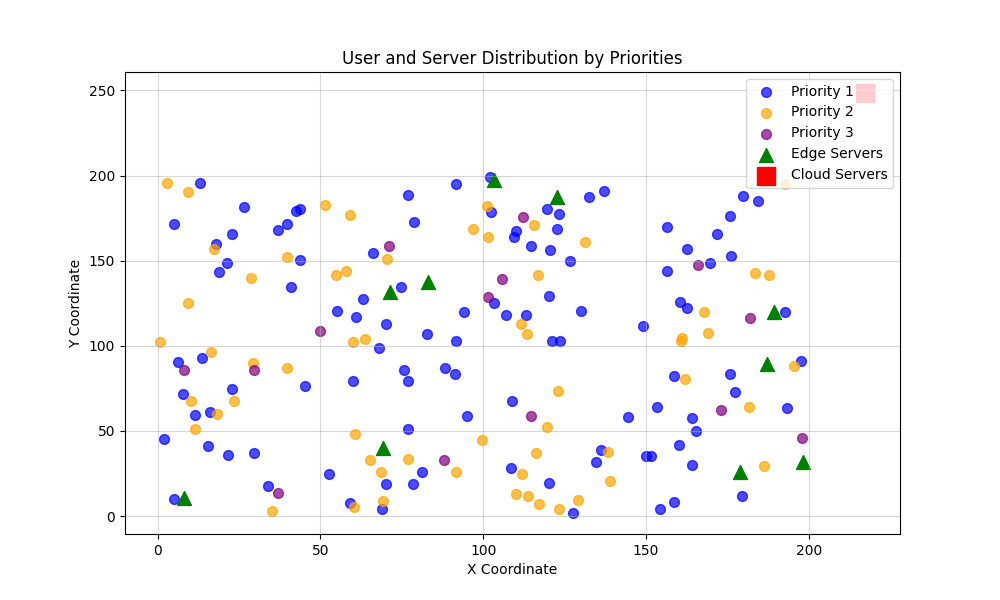 User and Server Distribution by Priorities
Y Coordinate
250
200
150
100
50
0
0 50 100 150 200
X Coordinate
Priority 1
Priority 2
Priority 3
Edge Servers
Cloud Servers